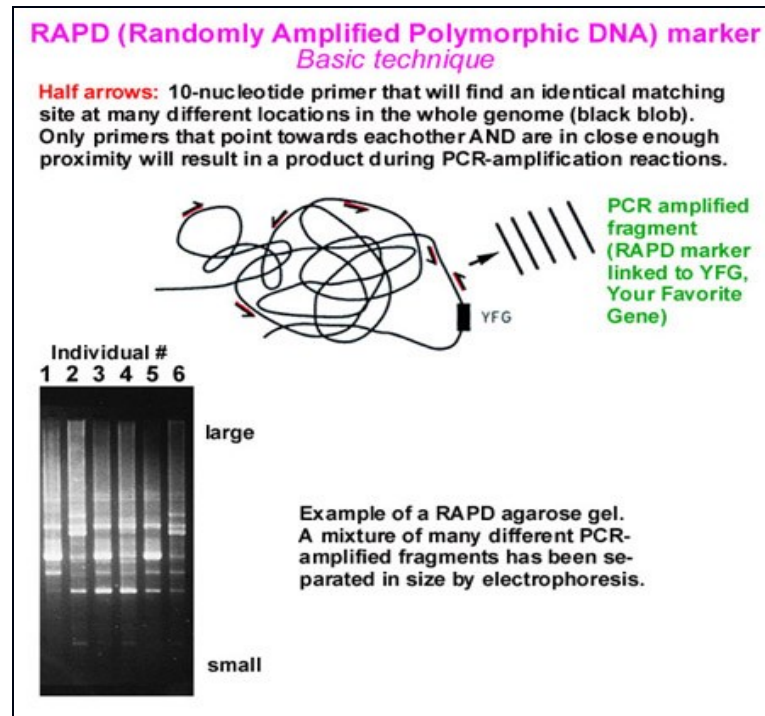 RAPD (Randomly Amplified Polymorphic DNA) marker
Basic technique
Half arrows: 10-nucleotide primer that will find an identical matching
site at many different locations in the whole genome (black blob).
Only primers that point towards eachother AND are in close enough
proximity will result in a product during PCR-amplification reactions.
PCR amplified
fragment
(RAPD marker
linked to YFG,
Your Favorite
Gene)
YFG
Individual #
1 2 3 4 5 6
large
Example of a RAPD agarose gel.
A mixture of many different PCR-
amplified fragments has been se-
parated in size by electrophoresis.
small